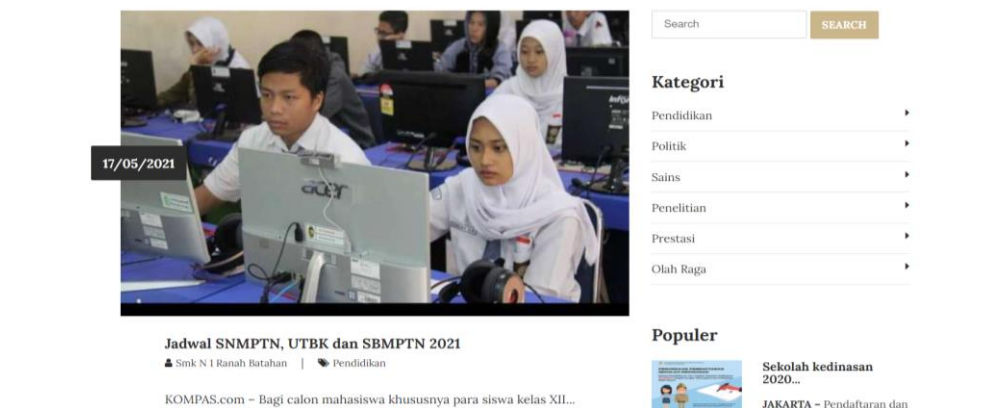 Search
SEARCH
17/05/2021
acer
Jadwal SNMPTN, UTBK dan SBMPTN 2021
Smk N 1 Ranah Batahan | Pendidikan
KOMPAS.com – Bagi calon mahasiswa khususnya para siswa kelas XII...
Kategori
Pendidikan
Politik
Sains
Penelitian
Prestasi
Olah Raga
Populer
Sekolah kedinasan
2020...
JAKARTA – Pendaftaran dan